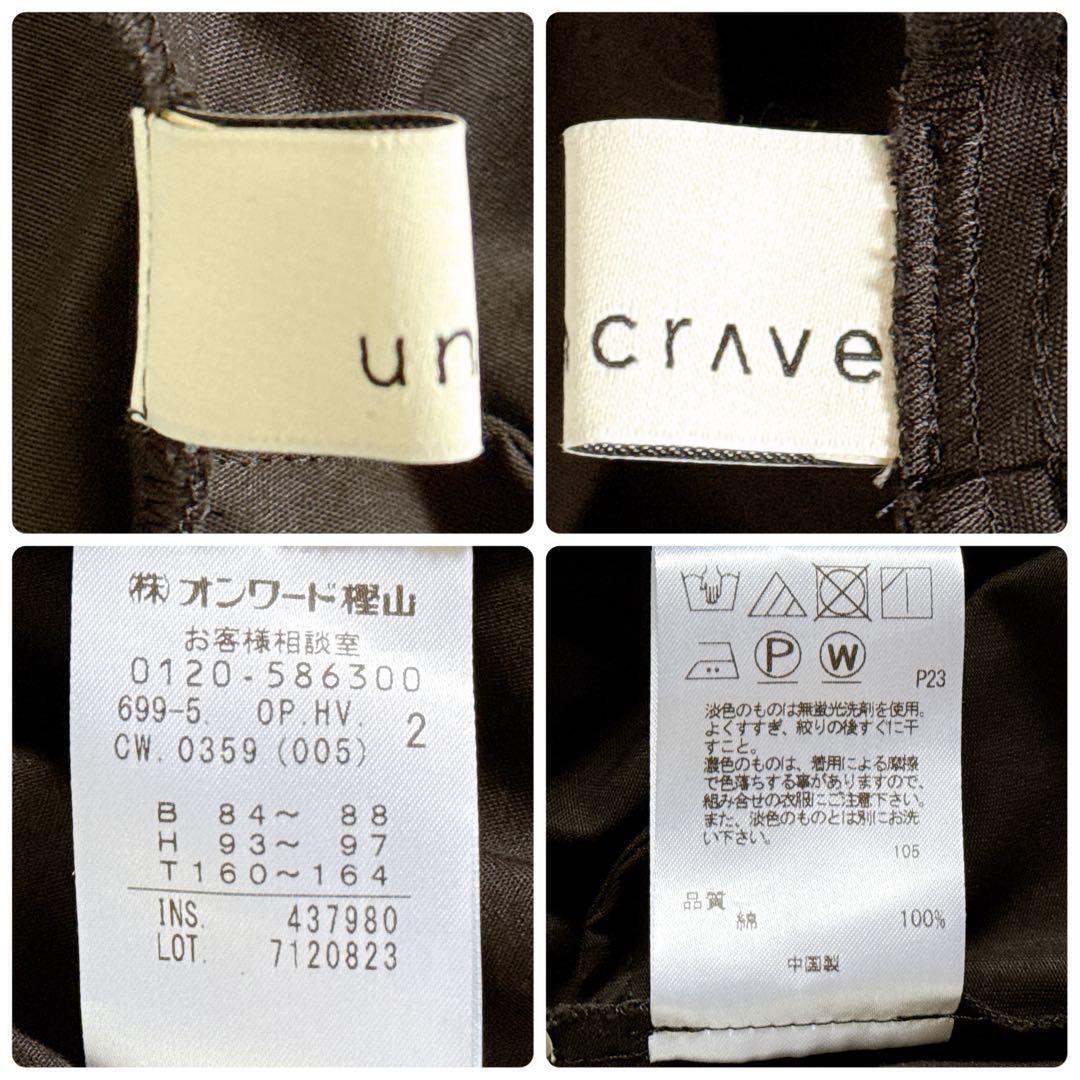 un
crʌve
㈱オンワード樫山
お客様相談室
0120-586300
699-5. OP.HV. 2
CW.0359(005)
B 84〜 88
H 93〜 97
T160〜164
INS. 437980
LOT. 7120823
P W
P23
淡色のものは無蛍光洗剤を使用。
よくすすぎ、絞りの後すぐに干
すこと。
濃色のものは、着用による摩擦
で色落ちする事がありますので、
組み合せの衣服にご注意下さい。
また、淡色のものとは別にお洗
い下さい。
105
品質
綿 100%
中国製